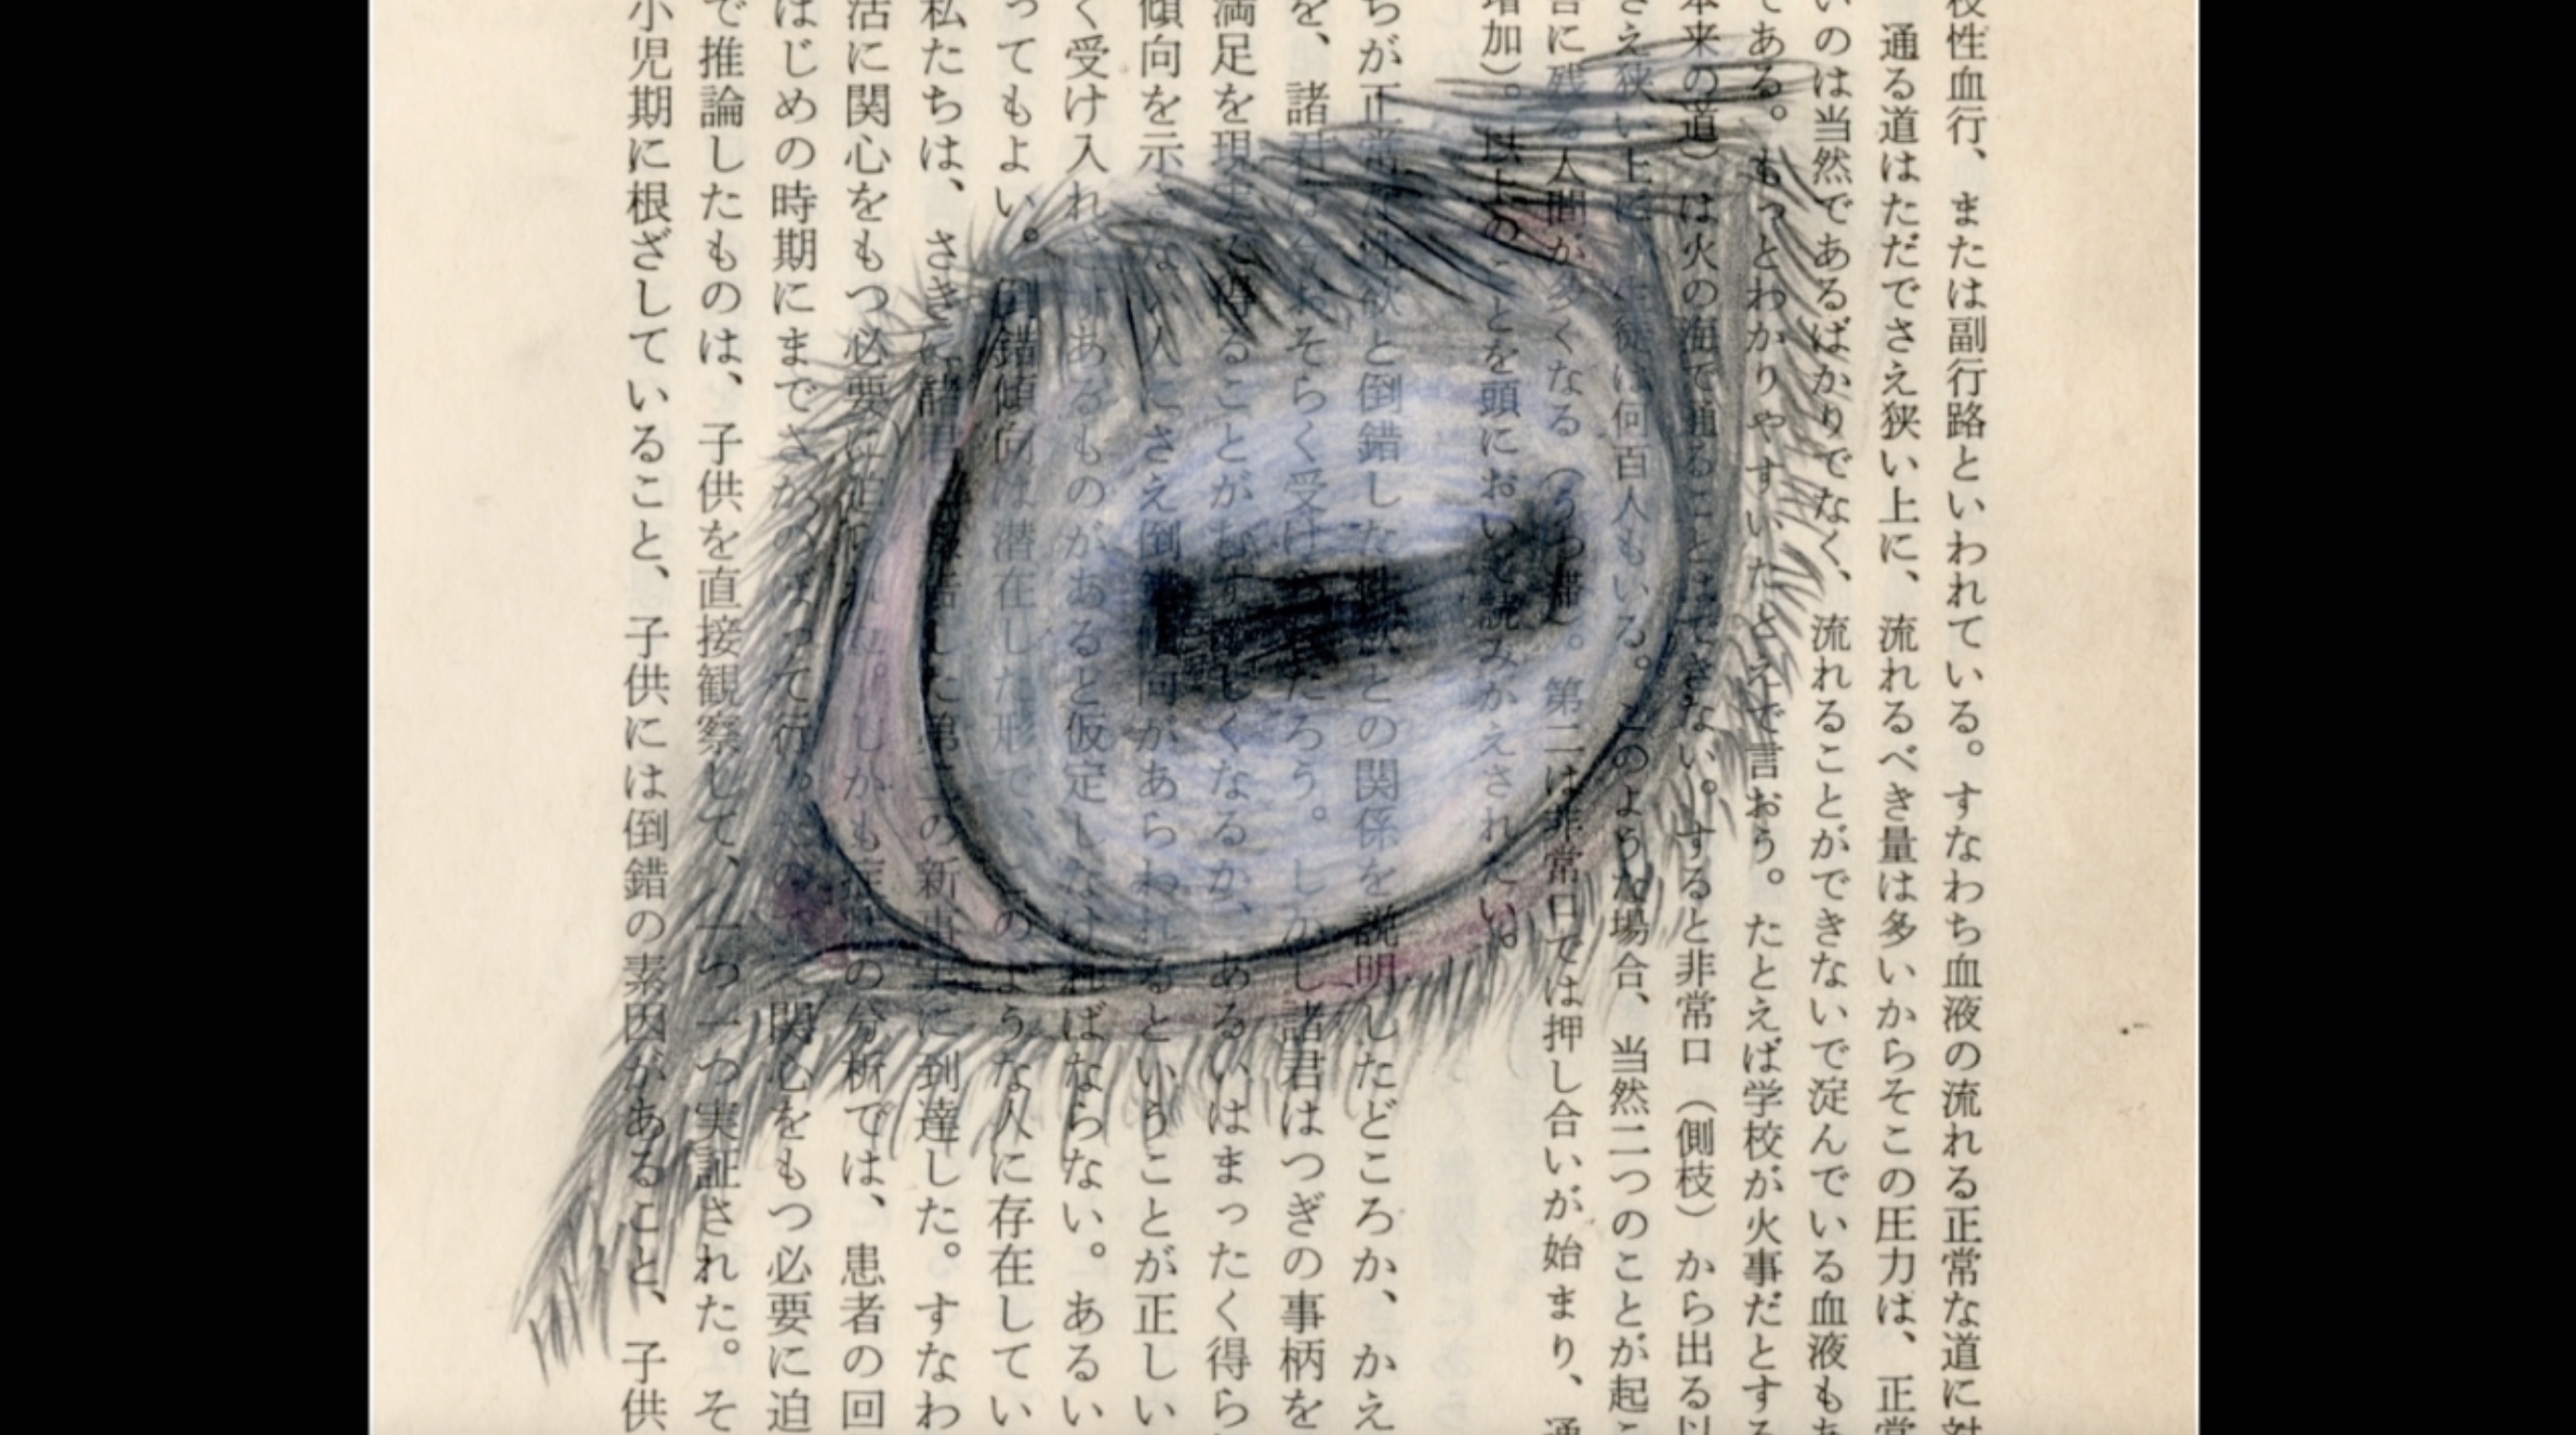 枝性血行、または副行路といわれている。すなわち血液の流れる正常な道に対
通る道はただでさえ狭い上に、流れるべき量は多いからそこの圧力は、正常
いのは当然であるばかりでなく、流れることができないで淀んでいる血液もあ
である。もっとわかりやすいたとえで言おう。たとえば学校が火事だとする
本来の道）は火の海で通ることはできない。すると非常口（側枝）から出る以
さえ狭い上に、生徒は何百人もいる。このような場合、当然二つのことが起こ
に残る人間が多くなる（うっ滞）。第二は非常口では押し合いが始まり、通
増加）。以上のことを頭において読みかえされたい。
ちが正常な性欲と倒錯した性欲との関係を説明したどころか、かえ
を、諸君はおそらく受けとっただろう。しかし諸君はつぎの事柄を
満足を現実に得ることがむずかしくなるか、あるいはまったく得ら
傾向を示さない人にさえ倒錯傾向があらわれるということが正しい
く受け入れさせるものがあると仮定しなければならない。あるい
ってもよい。倒錯傾向は潜在した形で、このような人に存在してい
私たちは、さきに諸君に報告した第二の新事実に到達した。すなわ
活に関心をもつ必要に迫られた。しかも症状の分析では、患者の回
はじめの時期にまでさかのぼって行ったの 関心をもつ必要に迫
で推論したものは、子供を直接観察して、一つ一つ実証された。そ
小児期に根ざしていること、子供には倒錯の素因があること、子供